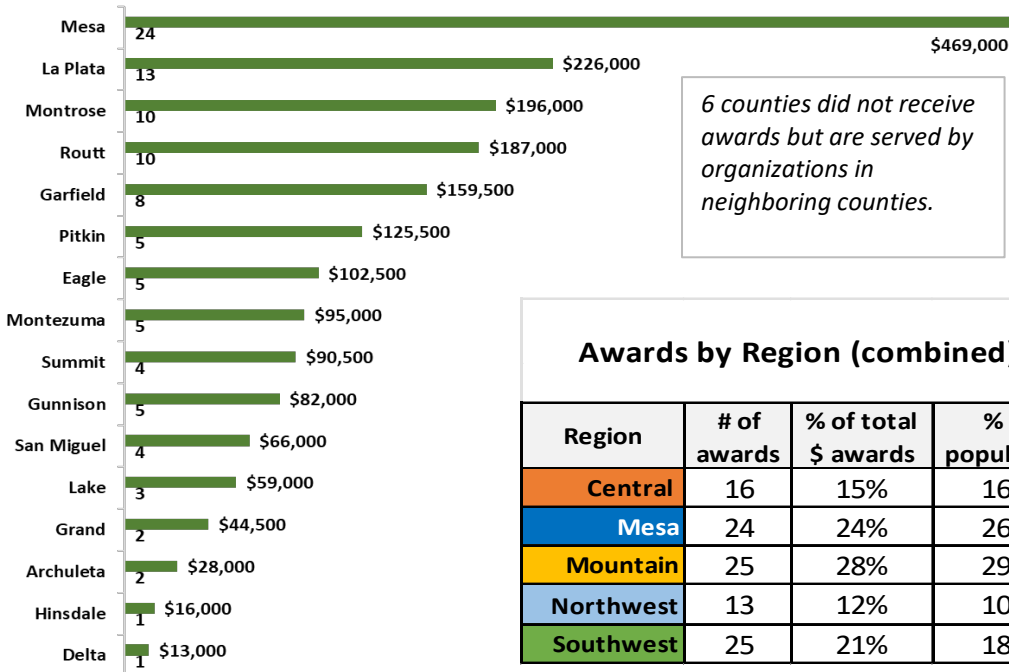 Mesa
24
$469,000
La Plata
13
$226,000
Montrose
10
$196,000
Routt
10
$187,000
Garfield
8
$159,500
Pitkin
5
$125,500
Eagle
5
$102,500
Montezuma
5
$95,000
Summit
4
$90,500
Gunnison
5
$82,000
San Miguel
4
$66,000
Lake
3
$59,000
Grand
2
$44,500
Archuleta
2
$28,000
Hinsdale
1
$16,000
Delta
1
$13,000
6 counties did not receive
awards but are served by
organizations in
neighboring counties.
Awards by Region (combined)
Region # of awards % of total $ awards %
Central 16 15% 16
Mesa 24 24% 26
Mountain 25 28% 29
Northwest 13 12% 10
Southwest 25 21% 18